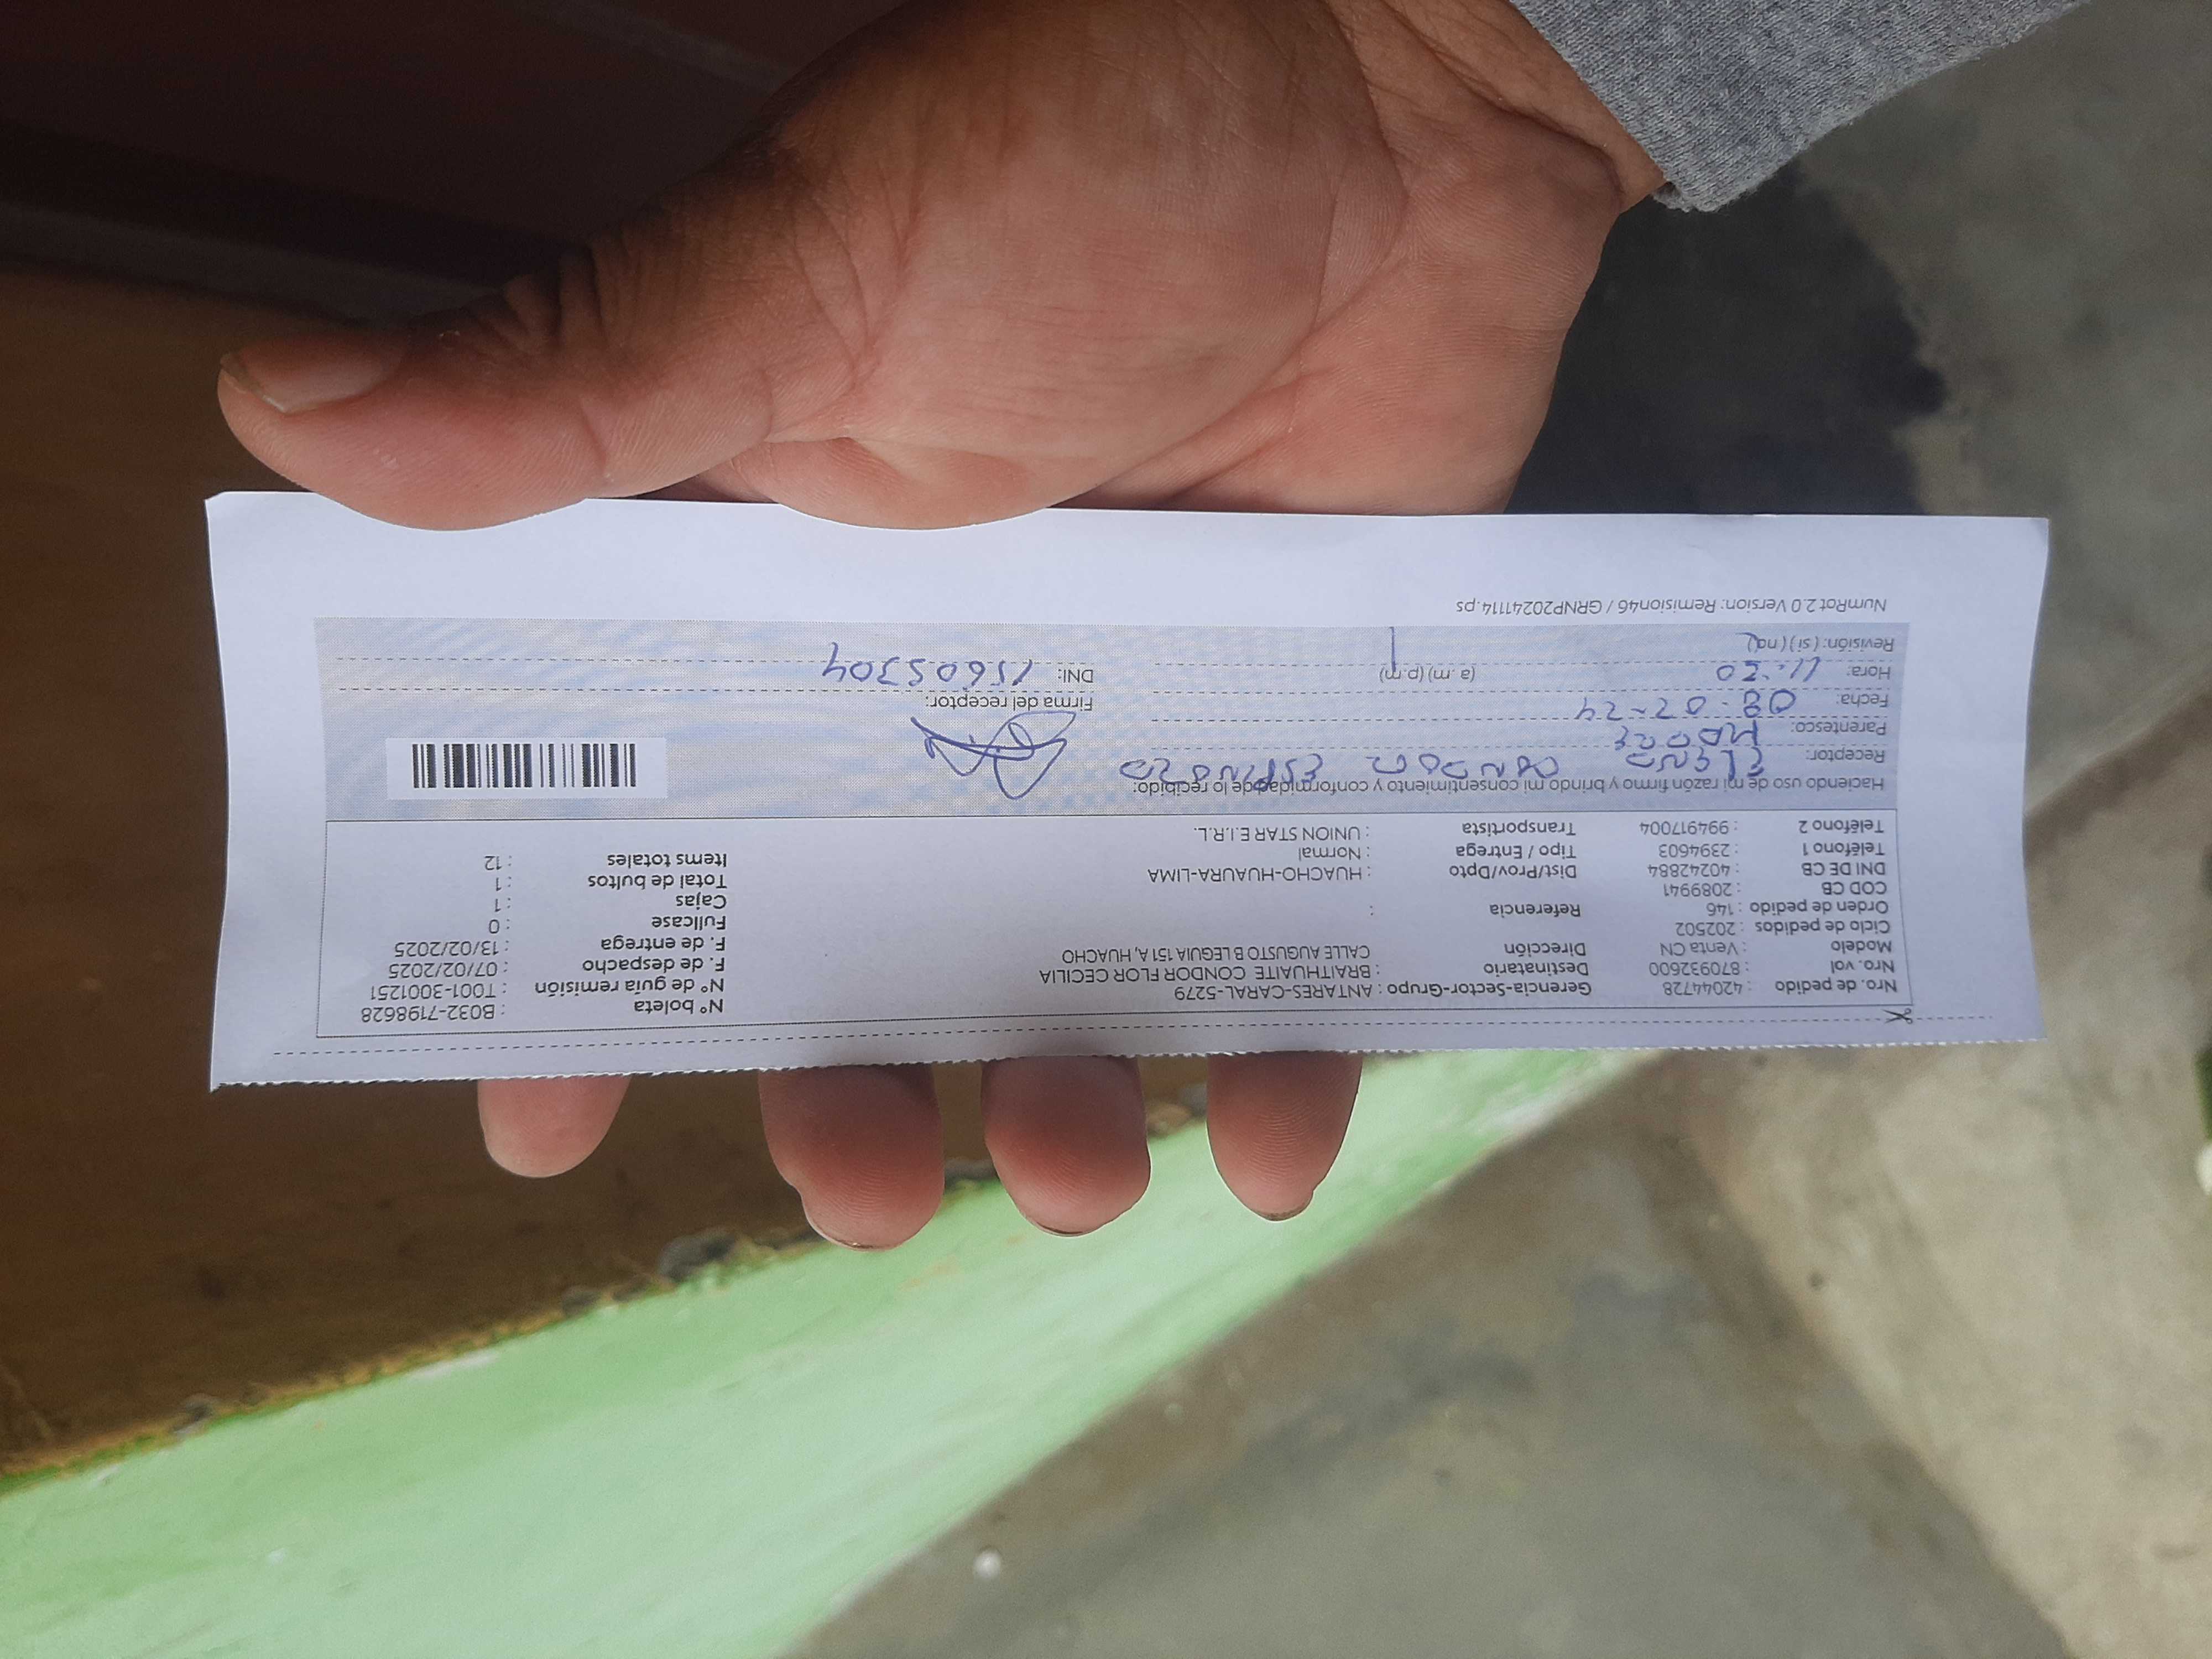 Nro. de pedido : 42044728 Gerencia-Sector-Grupo : ANTARES-CARAL-5279 N° boleta : B032-7198628
Nro. vol : 870932600 Destinatario : BRAITHUAITE CONDOR FLOR CECILIA N° de guía remisión : T001-3001251
Modelo : Venta CN Dirección CALLE AUGUSTO B LEGUIA 151 A, HUACHO F. de despacho : 07/02/2025
Ciclo de pedidos : 202502 F. de entrega : 13/02/2025
Orden de pedido : 146 Referencia : Fullcase : 0
COD CB : 2089941 Cajas : 1
DNI DE CB : 40242884 Dist/Prov/Dpto : HUACHO-HUAURA-LIMA Total de bultos : 1
Teléfono 1 : 2394603 Tipo / Entrega : Normal Items totales : 12
Teléfono 2 : 994917004 Transportista : UNION STAR E.I.R.L.
Haciendo uso de mi razón firmo y brindo mi consentimiento y conformidad de lo recibido:
Receptor: ELENA CONDOR ESPINOZA
Parentesco: MADRE
Fecha: 08-02-24 Firma del receptor:
Hora: 11:50 (a.m) (p.m) DNI: 15605304
Revisión: (si) (no)
NumRot 2.0 Version: Remision46 / GRNP20241114.ps